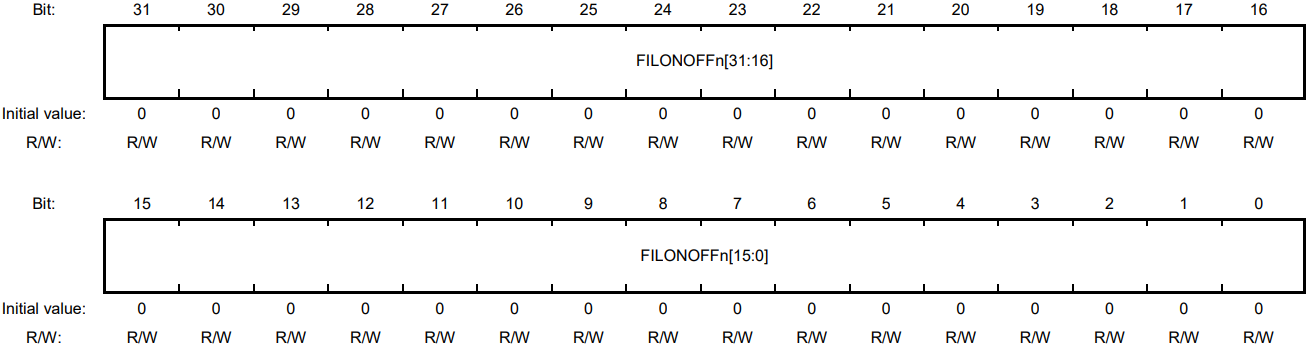 Bit: 31 30 29 28 27 26 25 24 23 22 21 20 19 18 17 16
FILONOFFn[31:16]
Initial value: 0 0 0 0 0 0 0 0 0 0 0 0 0 0 0 0
R/W: R/W R/W R/W R/W R/W R/W R/W R/W R/W R/W R/W R/W R/W R/W R/W R/W
Bit: 15 14 13 12 11 10 9 8 7 6 5 4 3 2 1 0
FILONOFFn[15:0]
Initial value: 0 0 0 0 0 0 0 0 0 0 0 0 0 0 0 0
R/W: R/W R/W R/W R/W R/W R/W R/W R/W R/W R/W R/W R/W R/W R/W R/W R/W